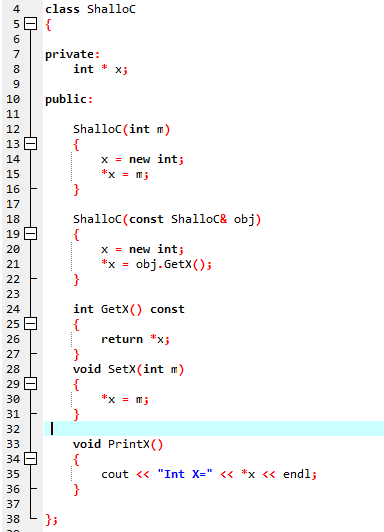 4 class ShalloC
5 {
6
7 private:
8 int * x;
9
10 public:
11
12 ShalloC(int m)
13 {
14 x = new int;
15 *x = m;
16 }
17
18 ShalloC(const ShalloC& obj)
19 {
20 x = new int;
21 *x = obj.GetX();
22 }
23
24 int GetX() const
25 {
26 return *x;
27 }
28 void SetX(int m)
29 {
30 *x = m;
31 }
32
33 void PrintX()
34 {
35 cout << "Int X=" << *x << endl;
36 }
37
38 };